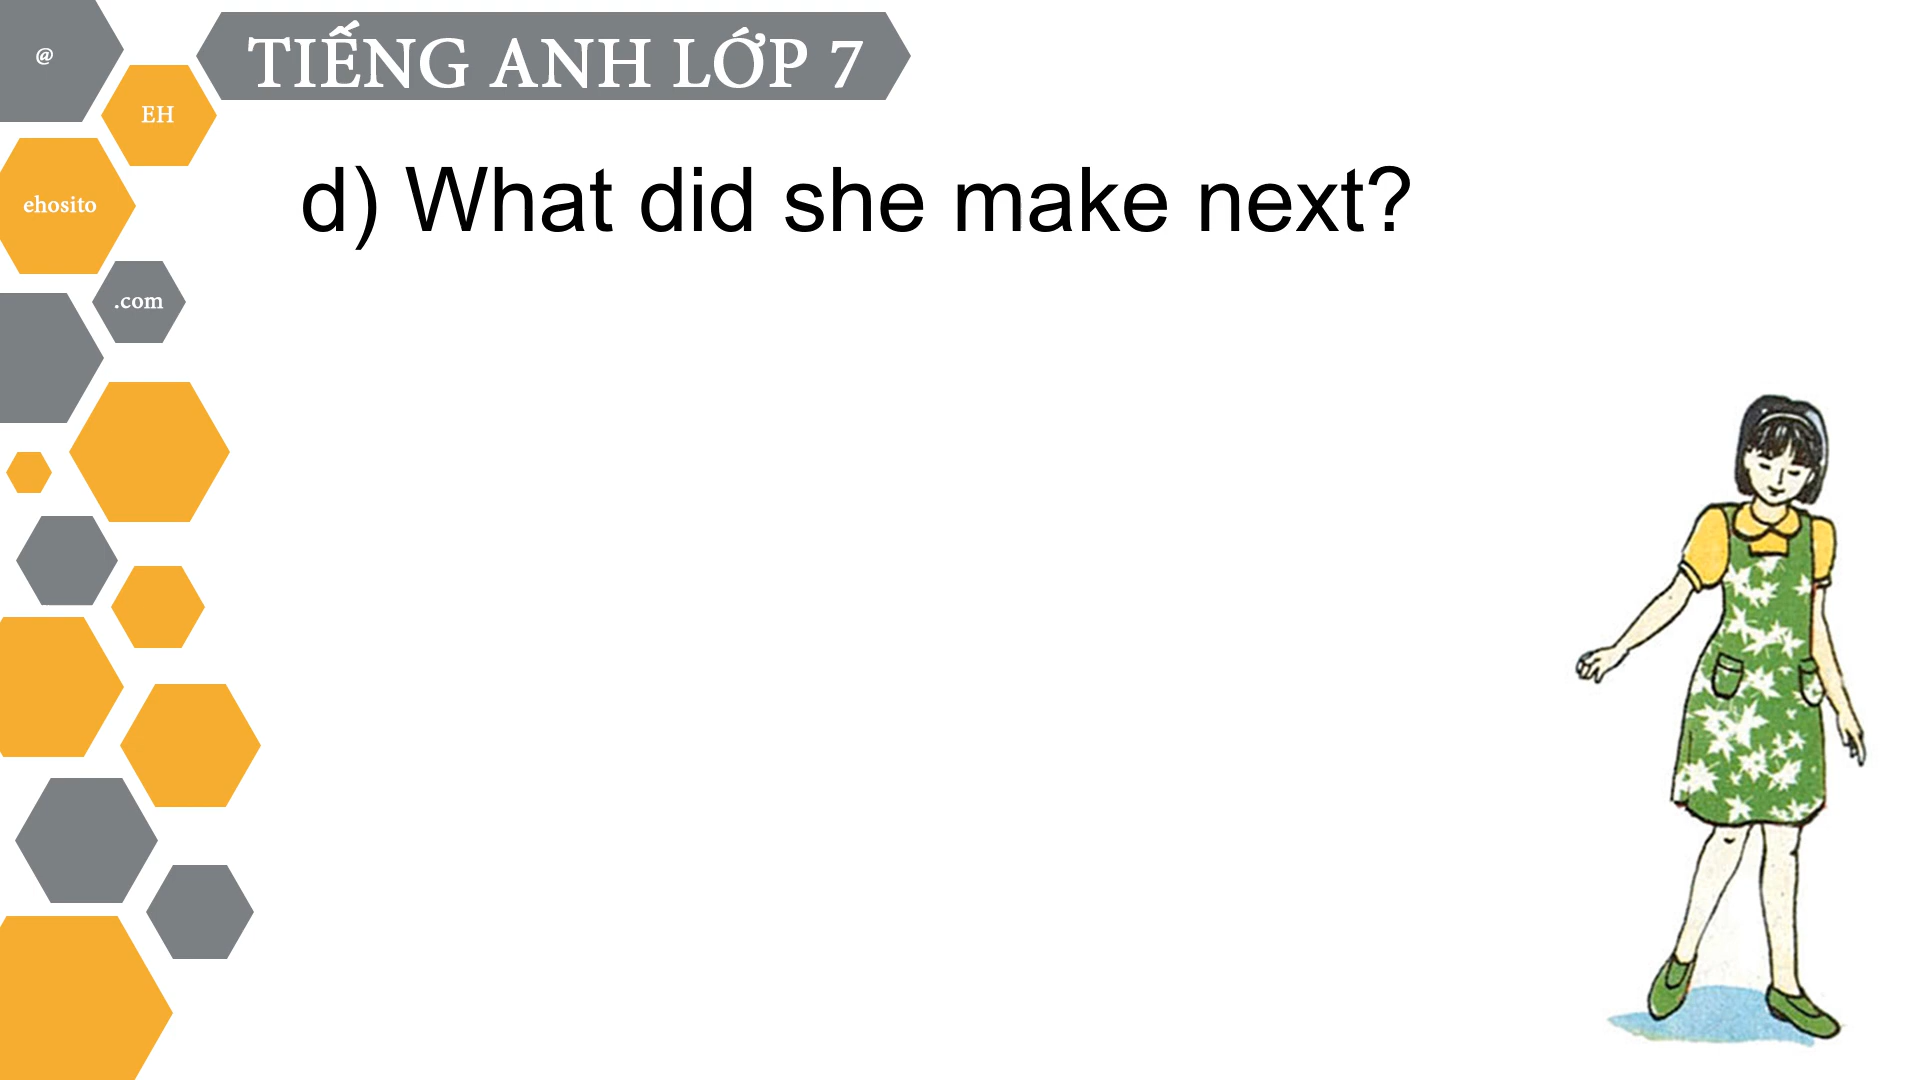 @
TIẾNG ANH LỚP 7
EH
d) What did she make next?
ehosito
.com